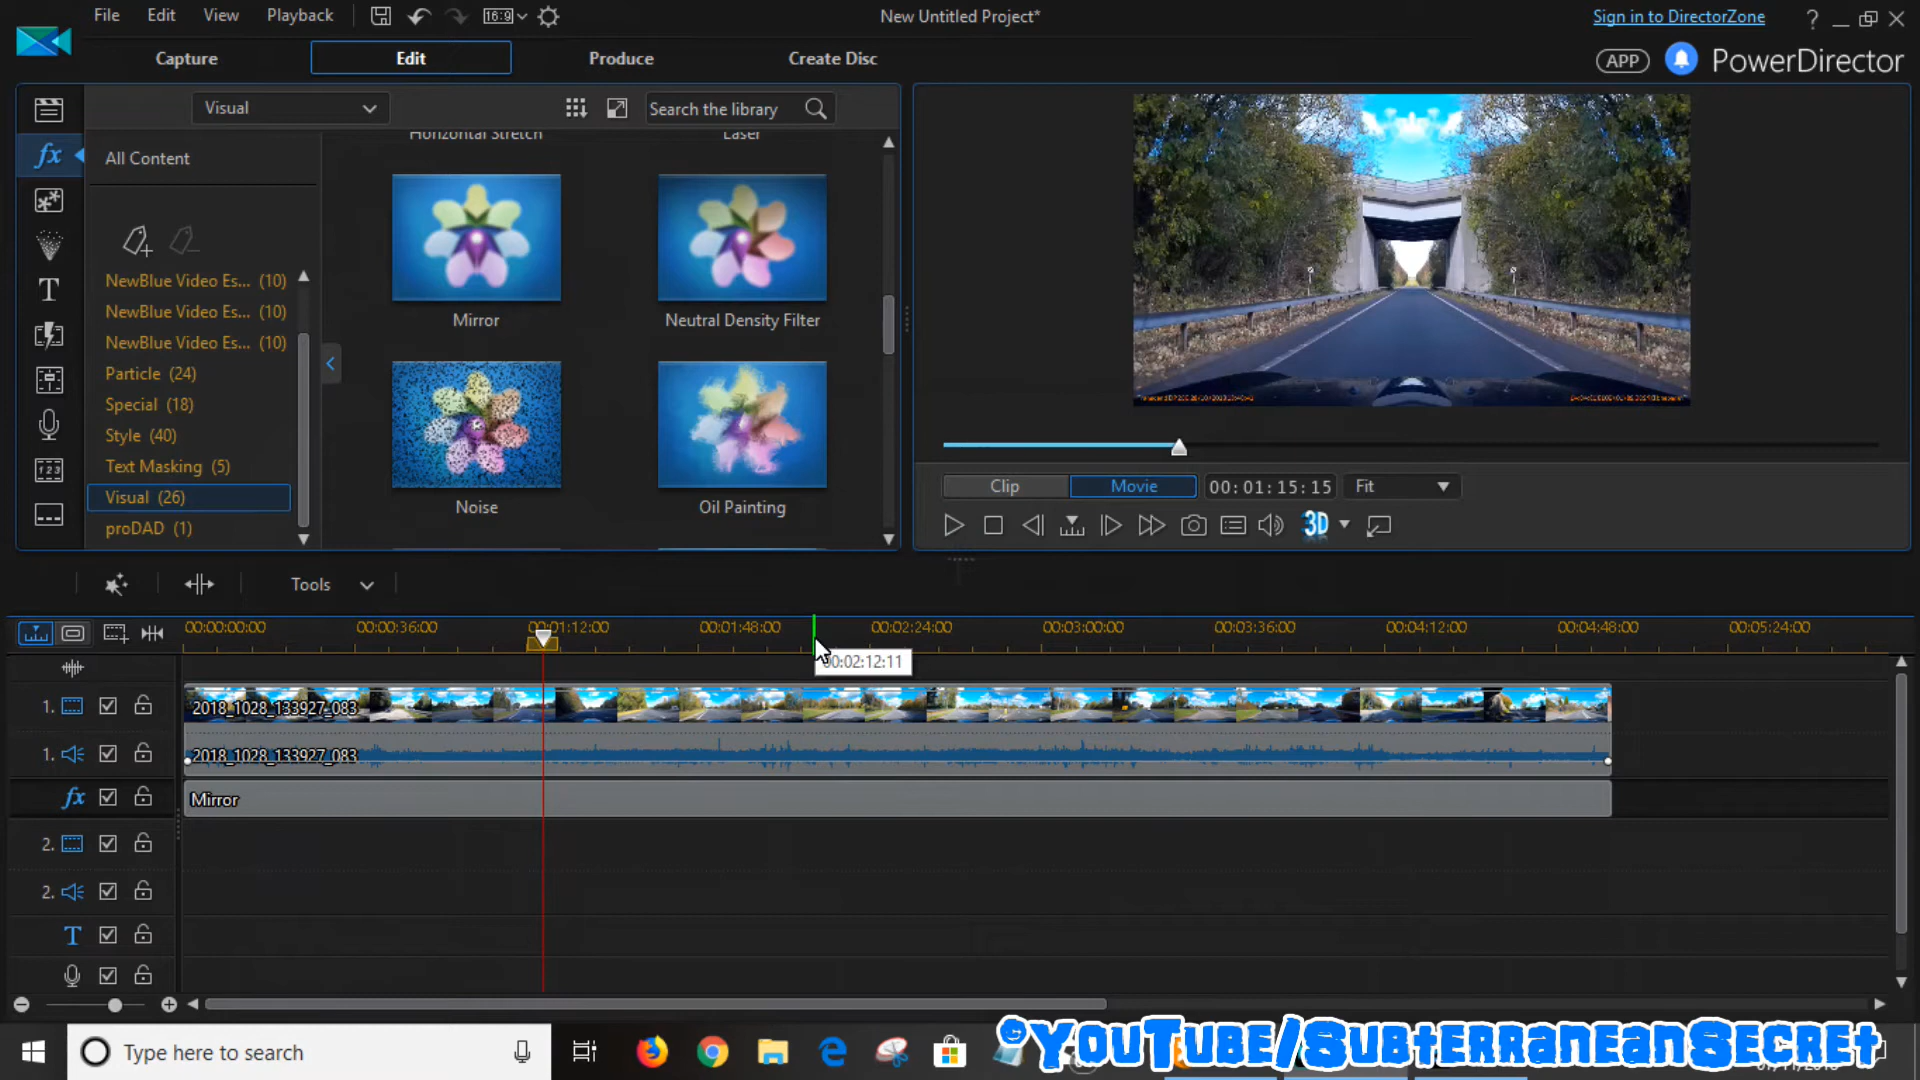 File Edit View Playback 16:9 New Untitled Project* Sign in to DirectorZone ?
Capture Edit Produce Create Disc APP PowerDirector
Visual Search the library
All Content
NewBlue Video Es... (10)
NewBlue Video Es... (10)
NewBlue Video Es... (10)
Particle (24)
Special (18)
Style (40)
Text Masking (5)
Visual (26)
proDAD (1)
Horizontal Stretch Laser
Mirror Neutral Density Filter
Noise Oil Painting
Clip Movie 00:01:15:15 Fit
3D
Tools
00:00:00:00 00:00:36:00 00:01:12:00 00:01:48:00 00:02:24:00 00:03:00:00 00:03:36:00 00:04:12:00 00:04:48:00 00:05:24:00
00:02:12:11
1. 2018_1028_133927_083
1. 2018_1028_133927_083
fx Mirror
2.
2.
T
Type here to search
©YouTube/SubterraneanSecret